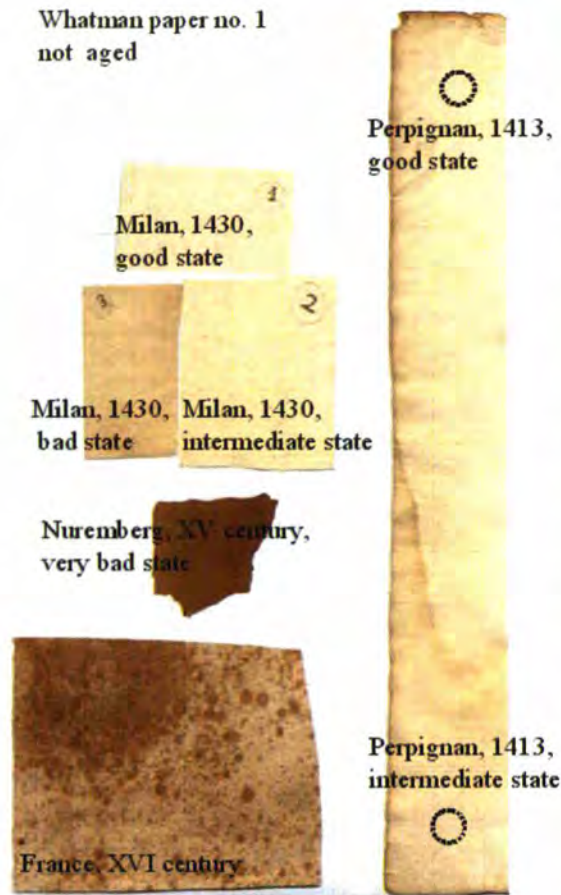 Whatman paper no. 1
not aged
Perpignan, 1413,
good state
1
Milan, 1430,
good state
3
2
Milan, 1430,
bad state
Milan, 1430,
intermediate state
Nuremberg, XV century,
very bad state
Perpignan, 1413,
intermediate state
France, XVI century